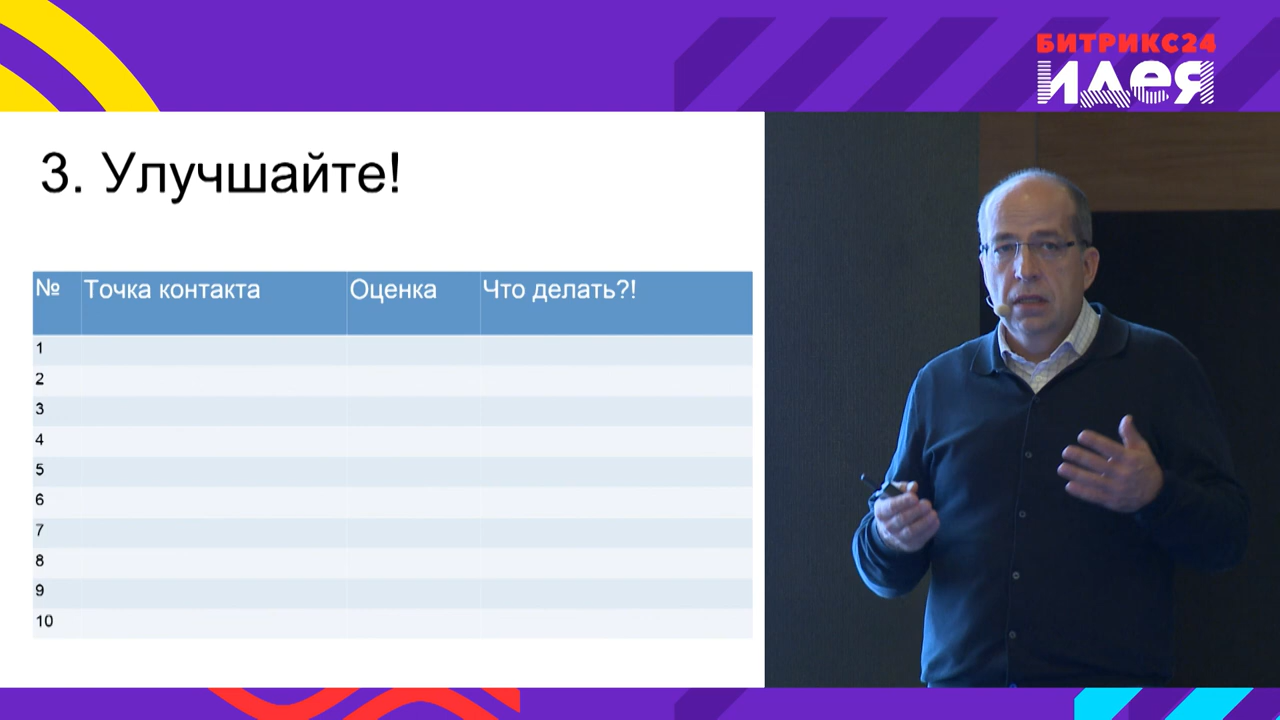 БИТРИКС24
идея
3. Улучшайте!
№ Точка контакта Оценка Что делать?!
1
2
3
4
5
6
7
8
9
10